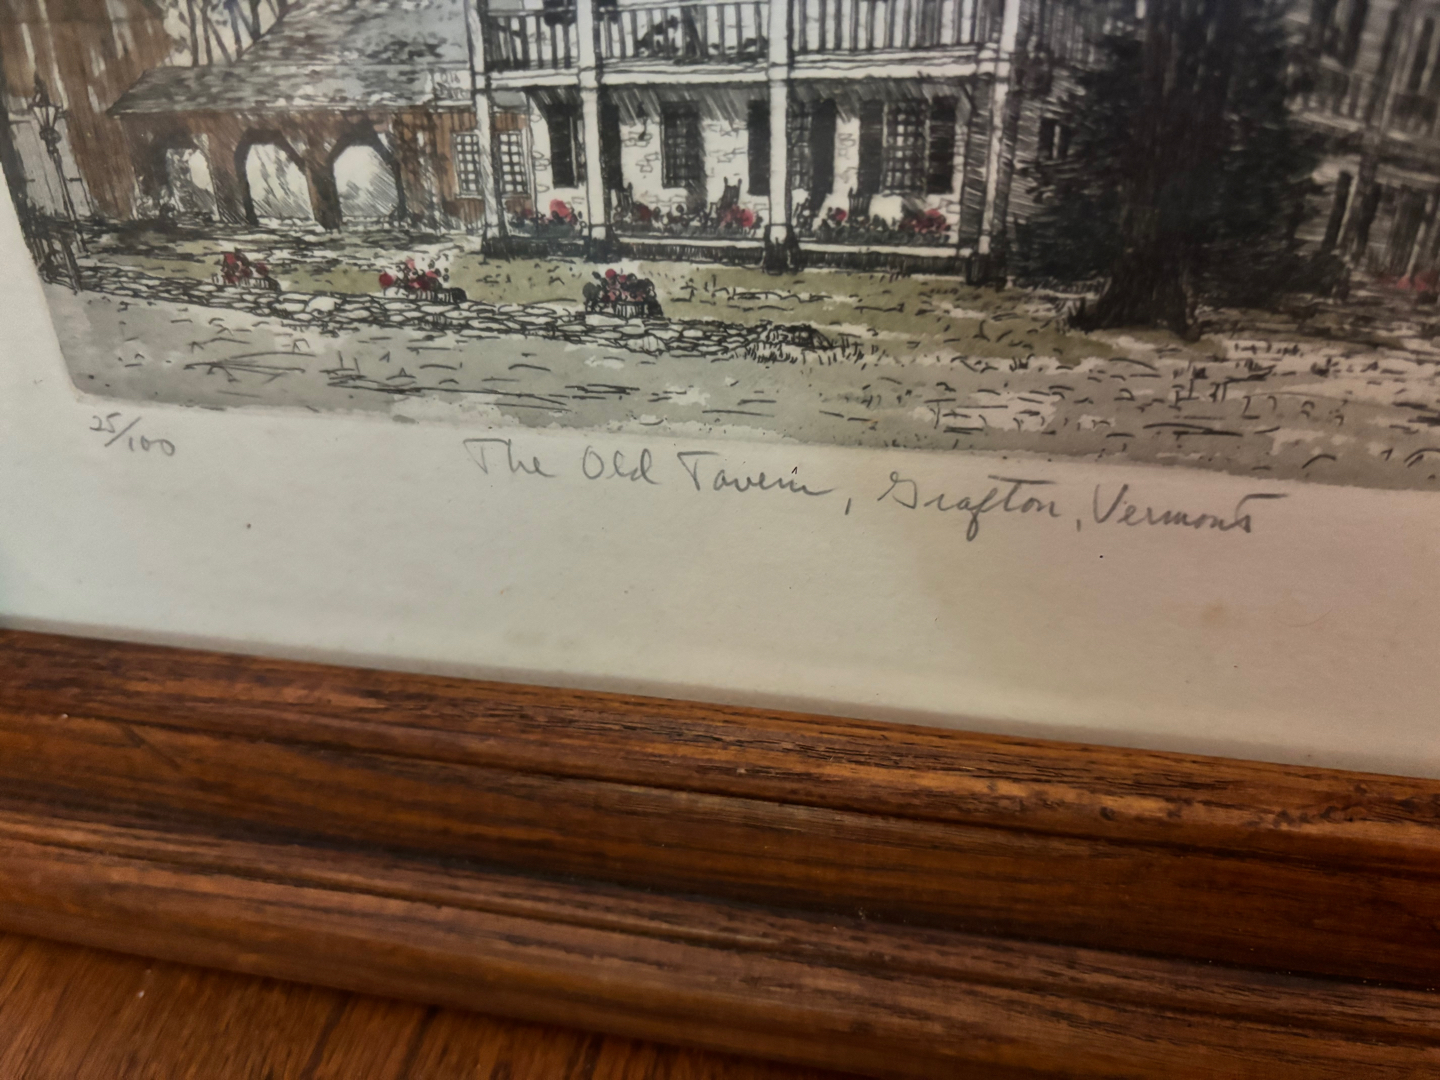 25/100
The Old Tavern, Grafton, Vermont